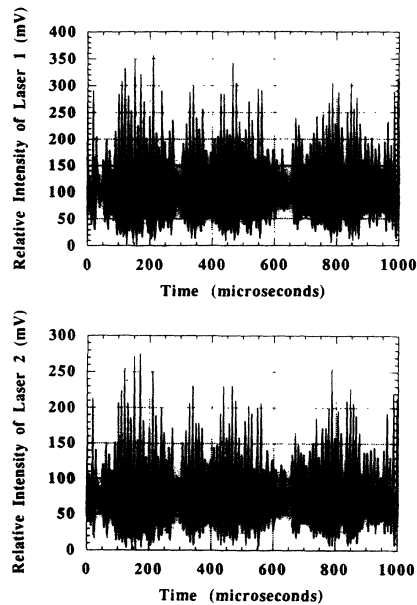 Relative Intensity of Laser 1 (mV)
400
350
300
250
200
150
100
50
0
0 200 400 600 800 1000
Time (microseconds)
Relative Intensity of Laser 2 (mV)
300
250
200
150
100
50
0
0 200 400 600 800 1000
Time (microseconds)